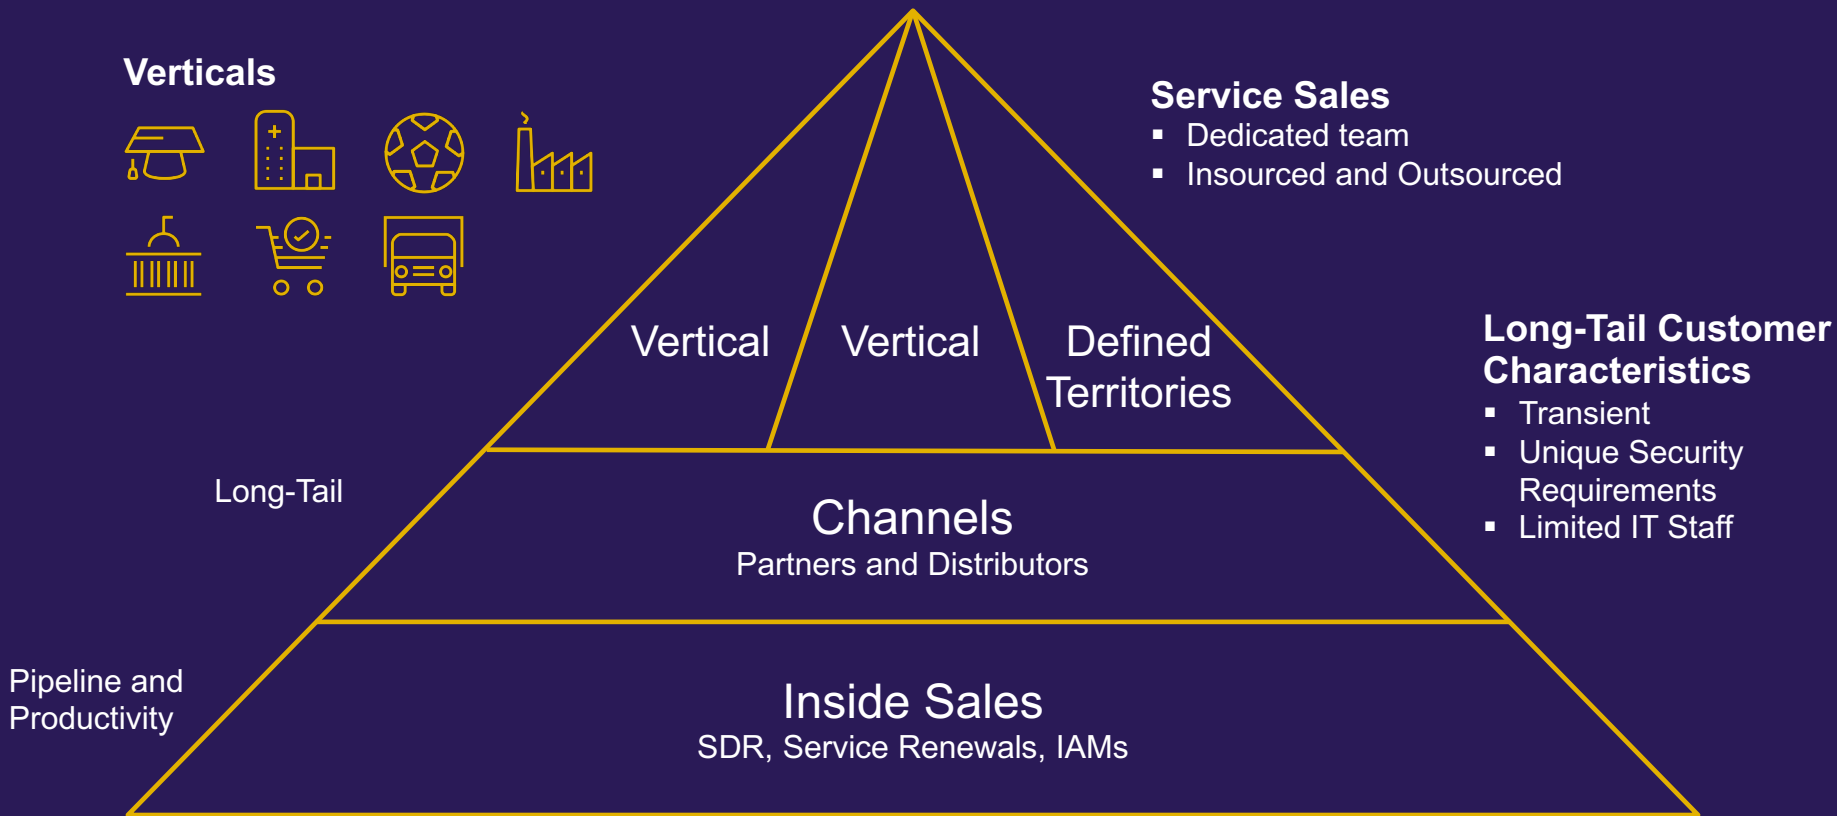 Verticals
Service Sales
▪ Dedicated team
▪ Insourced and Outsourced
Vertical
Vertical
Defined
Territories
Long-Tail Customer
Characteristics
▪ Transient
▪ Unique Security
Requirements
▪ Limited IT Staff
Long-Tail
Channels
Partners and Distributors
Pipeline and
Productivity
Inside Sales
SDR, Service Renewals, IAMs